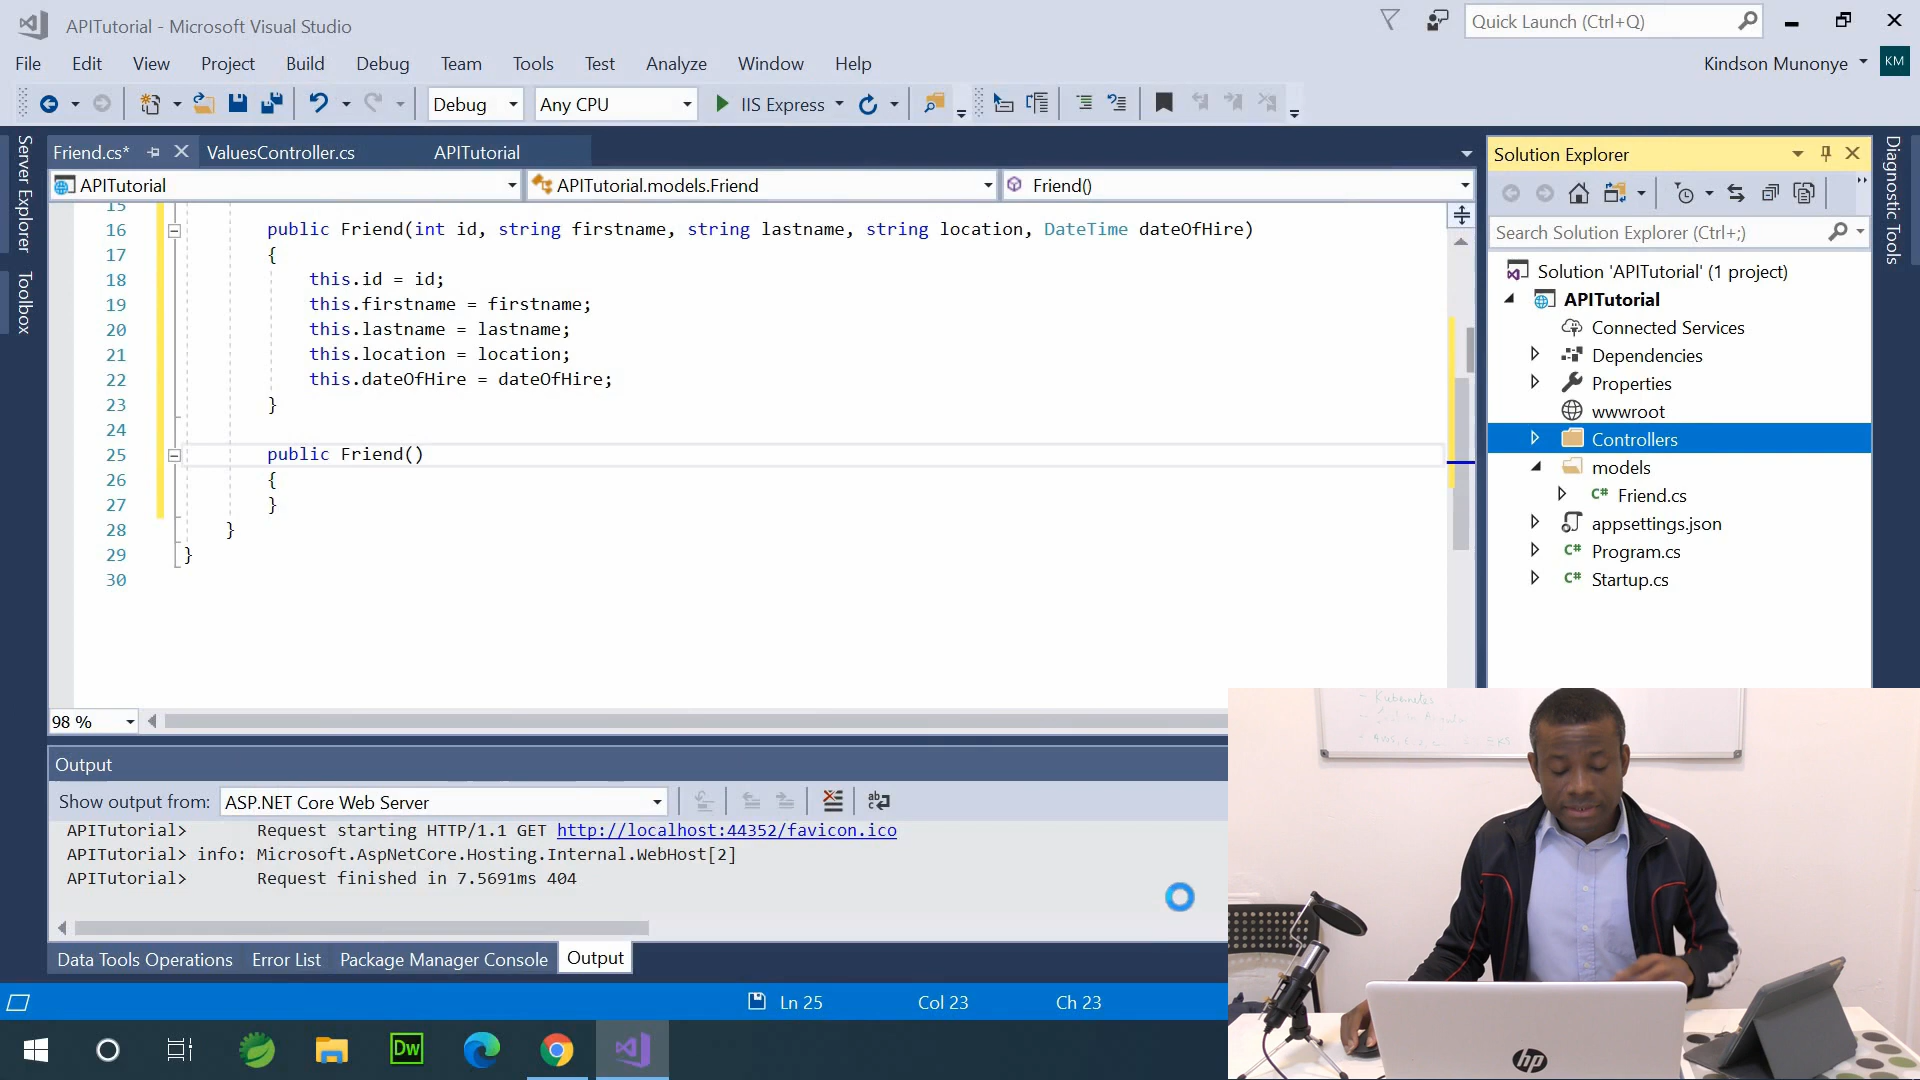 APITutorial - Microsoft Visual Studio
Quick Launch (Ctrl+Q)
File Edit View Project Build Debug Team Tools Test Analyze Window Help
Kindson Munonye KM
Debug Any CPU IIS Express
Server Explorer
Toolbox
Friend.cs* ValuesController.cs APITutorial
APITutorial APITutorial.models.Friend Friend()
15
16 public Friend(int id, string firstname, string lastname, string location, DateTime dateOfHire)
17 {
18 this.id = id;
19 this.firstname = firstname;
20 this.lastname = lastname;
21 this.location = location;
22 this.dateOfHire = dateOfHire;
23 }
24
25 public Friend()
26 {
27 }
28 }
29 }
30
98 %
Solution Explorer
Search Solution Explorer (Ctrl+;)
Solution 'APITutorial' (1 project)
APITutorial
Connected Services
Dependencies
Properties
wwwroot
Controllers
models
C# Friend.cs
appsettings.json
C# Program.cs
C# Startup.cs
Diagnostic Tools
Output
Show output from: ASP.NET Core Web Server
APITutorial> Request starting HTTP/1.1 GET http://localhost:44352/favicon.ico
APITutorial> info: Microsoft.AspNetCore.Hosting.Internal.WebHost[2]
APITutorial> Request finished in 7.5691ms 404
Data Tools Operations Error List Package Manager Console Output
Ln 25 Col 23 Ch 23
Dw
- Kubernetes
hp